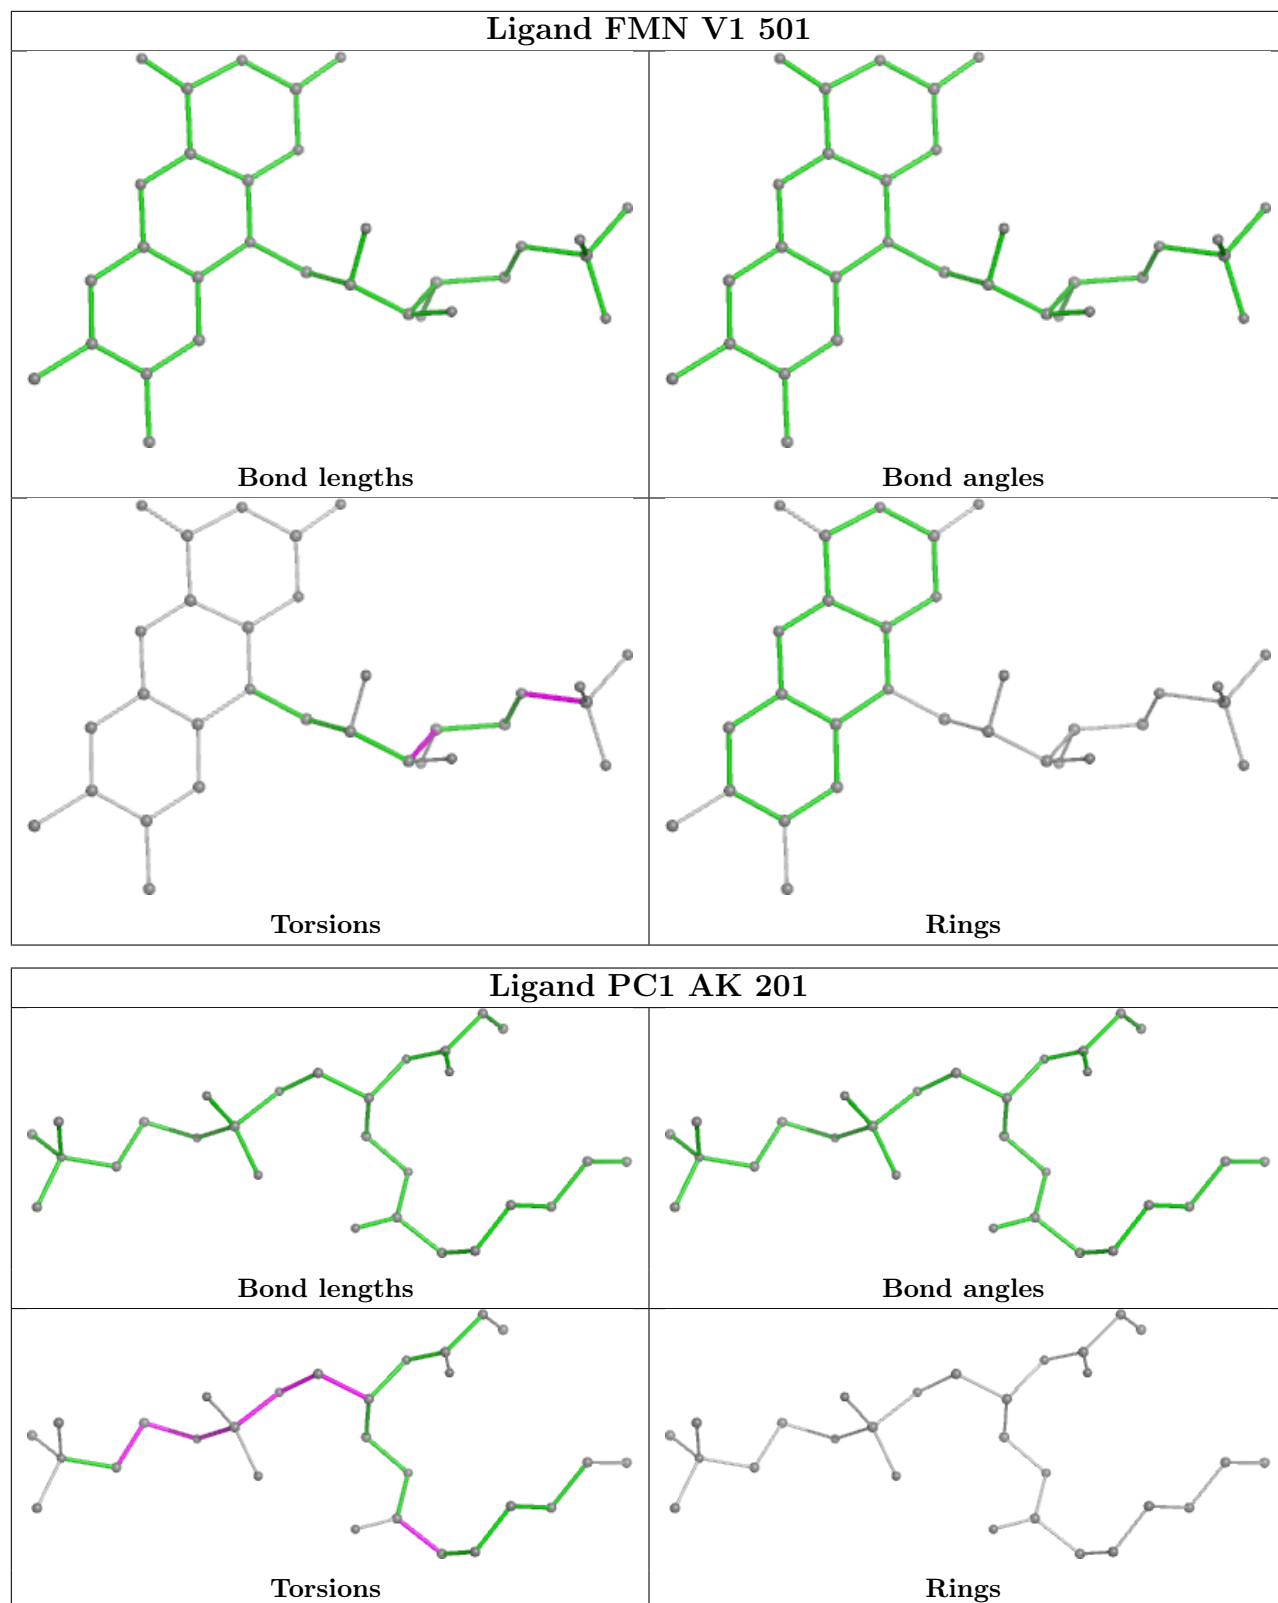 Ligand FMN V1 501
Bond lengths
Bond angles
Torsions
Rings
Ligand PC1 AK 201
Bond lengths
Bond angles
Torsions
Rings